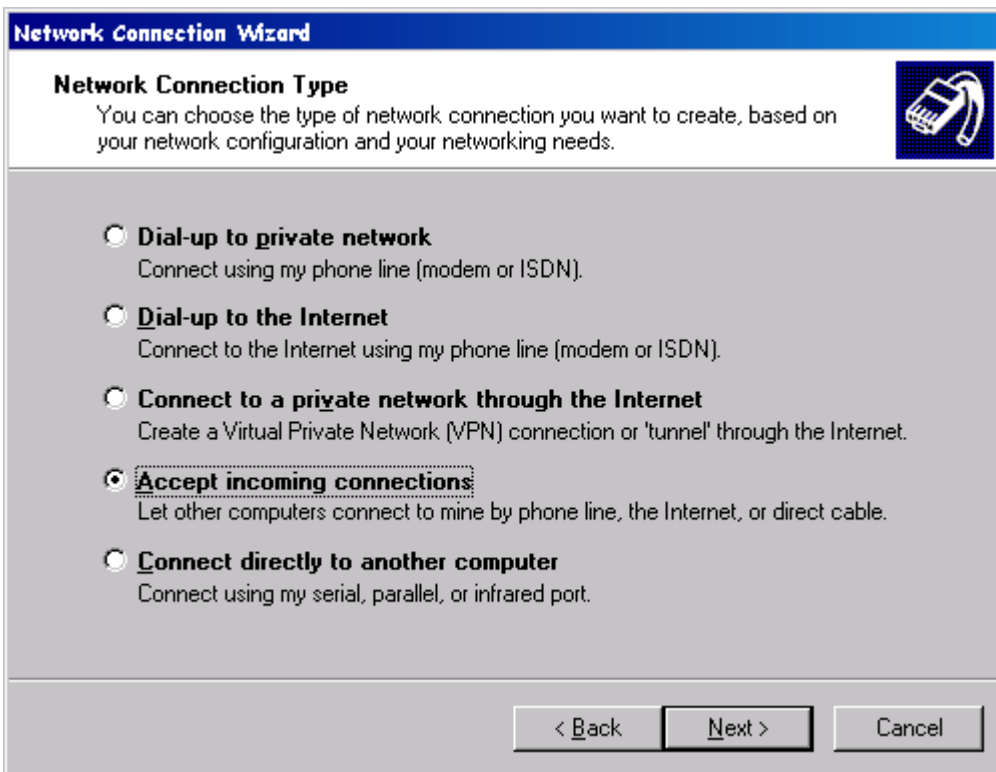 Network Connection Wizard
Network Connection Type
You can choose the type of network connection you want to create, based on
your network configuration and your networking needs.
Dial-up to private network
Connect using my phone line (modem or ISDN).
Dial-up to the Internet
Connect to the Internet using my phone line (modem or ISDN).
Connect to a private network through the Internet
Create a Virtual Private Network (VPN) connection or 'tunnel' through the Internet.
Accept incoming connections
Let other computers connect to mine by phone line, the Internet, or direct cable.
Connect directly to another computer
Connect using my serial, parallel, or infrared port.
< Back Next > Cancel